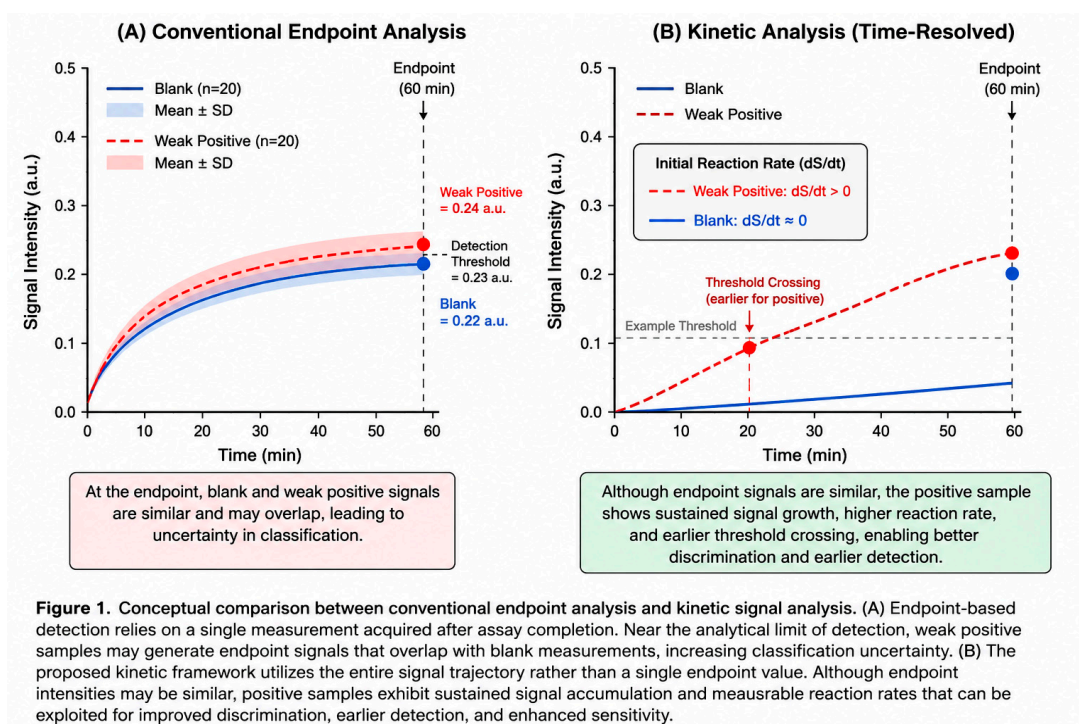 (A) Conventional Endpoint Analysis
0.5
0.4
0.3
0.2
0.1
0.0
Signal Intensity (a.u.)
0 10 20 30 40 50 60
Time (min)
Blank (n=20)
Mean ± SD
Weak Positive (n=20)
Mean ± SD
Endpoint
(60 min)
Weak Positive
= 0.24 a.u.
Detection
Threshold
= 0.23 a.u.
Blank
= 0.22 a.u.
At the endpoint, blank and weak positive signals
are similar and may overlap, leading to
uncertainty in classification.
(B) Kinetic Analysis (Time-Resolved)
0.5
0.4
0.3
0.2
0.1
0.0
Signal Intensity (a.u.)
0 10 20 30 40 50 60
Time (min)
Blank
Weak Positive
Endpoint
(60 min)
Initial Reaction Rate (dS/dt)
Weak Positive: dS/dt > 0
Blank: dS/dt ≈ 0
Threshold Crossing
(earlier for positive)
Example Threshold
Although endpoint signals are similar, the positive sample
shows sustained signal growth, higher reaction rate,
and earlier threshold crossing, enabling better
discrimination and earlier detection.
Figure 1. Conceptual comparison between conventional endpoint analysis and kinetic signal analysis. (A) Endpoint-based
detection relies on a single measurement acquired after assay completion. Near the analytical limit of detection, weak positive
samples may generate endpoint signals that overlap with blank measurements, increasing classification uncertainty. (B) The
proposed kinetic framework utilizes the entire signal trajectory rather than a single endpoint value. Although endpoint
intensities may be similar, positive samples exhibit sustained signal accumulation and meausrable reaction rates that can be
exploited for improved discrimination, earlier detection, and enhanced sensitivity.